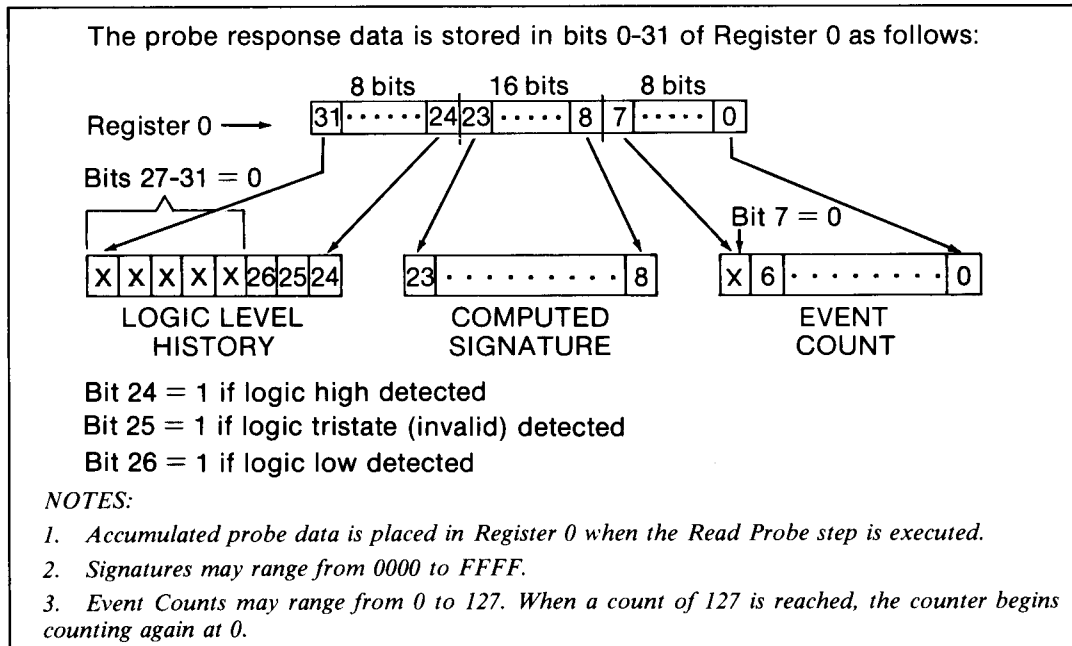 The probe response data is stored in bits 0-31 of Register 0 as follows:
8 bits 16 bits 8 bits
Register 0 → 31 · · · · · · 24 23 · · · · · 8 7 · · · · · 0
Bits 27-31 = 0
Bit 7 = 0
X X X X X 26 25 24 23 · · · · · · · · · 8 X 6 · · · · · · · · 0
LOGIC LEVEL COMPUTED EVENT
HISTORY SIGNATURE COUNT
Bit 24 = 1 if logic high detected
Bit 25 = 1 if logic tristate (invalid) detected
Bit 26 = 1 if logic low detected
NOTES:
1. Accumulated probe data is placed in Register 0 when the Read Probe step is executed.
2. Signatures may range from 0000 to FFFF.
3. Event Counts may range from 0 to 127. When a count of 127 is reached, the counter begins
counting again at 0.